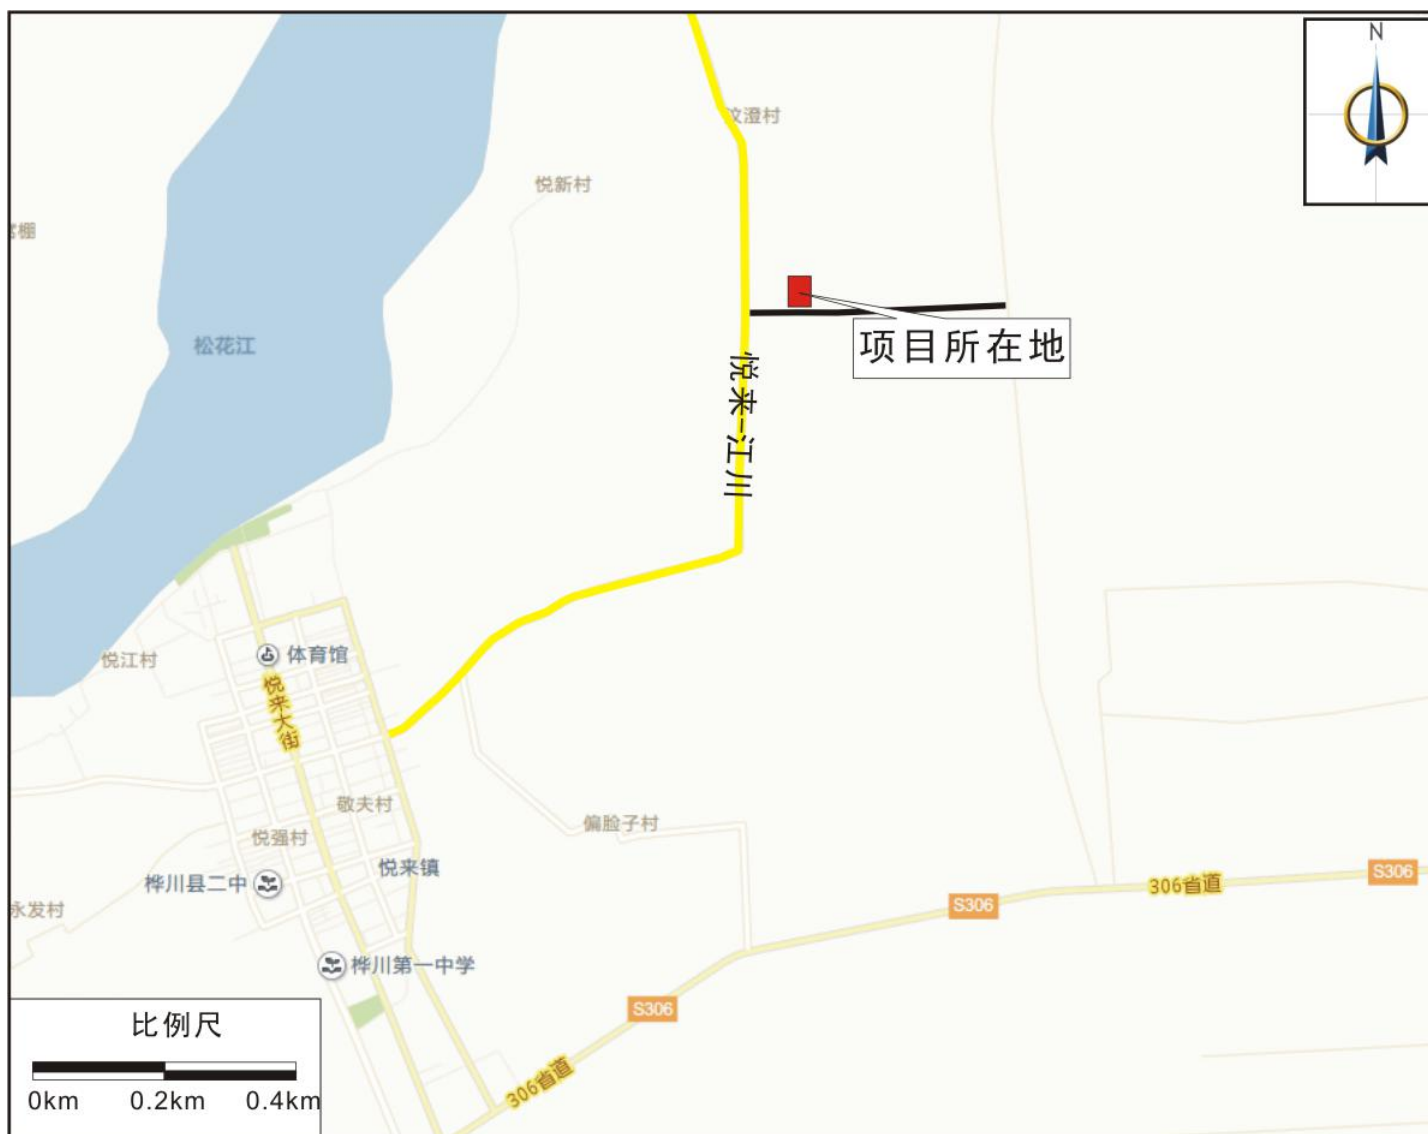 N
汶澄村
悦新村
棚
松花江
项目所在地
悦来-江川
体育馆
悦江村
悦来大街
敬夫村
偏脸子村
悦强村
悦来镇
桦川县二中
S306
306省道
S306
永发村
桦川第一中学
S306
306省道
比例尺
0km 0.2km 0.4km